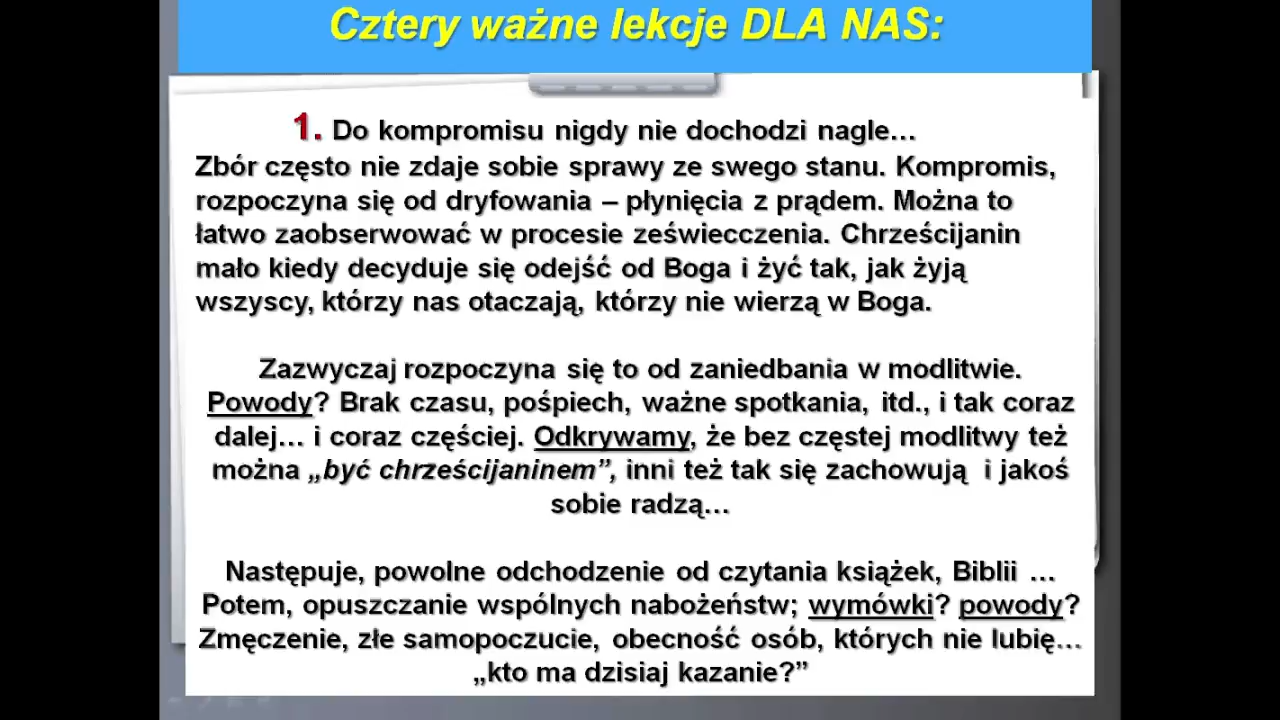 Cztery ważne lekcje DLA NAS:
1. Do kompromisu nigdy nie dochodzi nagle…
Zbór często nie zdaje sobie sprawy ze swego stanu. Kompromis,
rozpoczyna się od dryfowania – płynięcia z prądem. Można to
łatwo zaobserwować w procesie zeświecczenia. Chrześcijanin
mało kiedy decyduje się odejść od Boga i żyć tak, jak żyją
wszyscy, którzy nas otaczają, którzy nie wierzą w Boga.
Zazwyczaj rozpoczyna się to od zaniedbania w modlitwie.
Powody? Brak czasu, pośpiech, ważne spotkania, itd., i tak coraz
dalej… i coraz częściej. Odkrywamy, że bez częstej modlitwy też
można „być chrześcijaninem”, inni też tak się zachowują i jakoś
sobie radzą…
Następuje, powolne odchodzenie od czytania książek, Biblii …
Potem, opuszczanie wspólnych nabożeństw; wymówki? powody?
Zmęczenie, złe samopoczucie, obecność osób, których nie lubię…
„kto ma dzisiaj kazanie?”